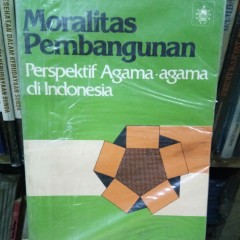 Moralitas
Pembangunan
Perspektif Agama-agama
di Indonesia